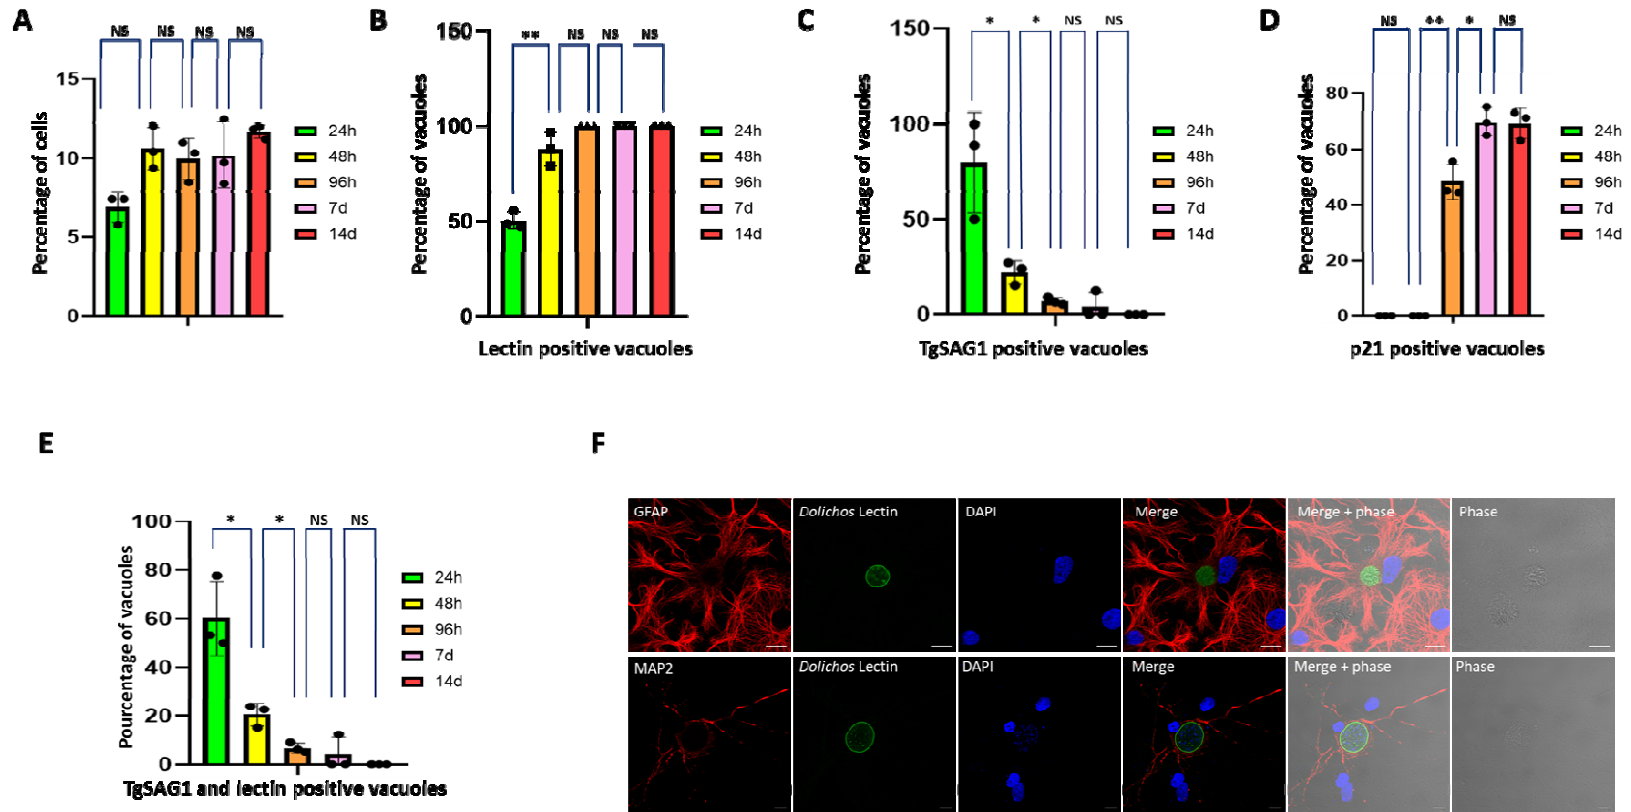 A
NS
NS
NS
NS
Percentage of cells
15
10
5
0
24h
48h
96h
7d
14d
B
**
NS
NS
NS
Percentage of vacuoles
150
100
50
0
Lectin positive vacuoles
24h
48h
96h
7d
14d
C
*
*
NS
NS
Percentage of vacuoles
150
100
50
0
TgSAG1 positive vacuoles
24h
48h
96h
7d
14d
D
NS
**
*
NS
Percentage of vacuoles
80
60
40
20
0
p21 positive vacuoles
24h
48h
96h
7d
14d
E
*
*
NS
NS
Pourcentage of vacuoles
100
80
60
40
20
0
TgSAG1 and lectin positive vacuoles
24h
48h
96h
7d
14d
F
GFAP
Dolichos Lectin
DAPI
Merge
Merge + phase
Phase
MAP2
Dolichos Lectin
DAPI
Merge
Merge + phase
Phase